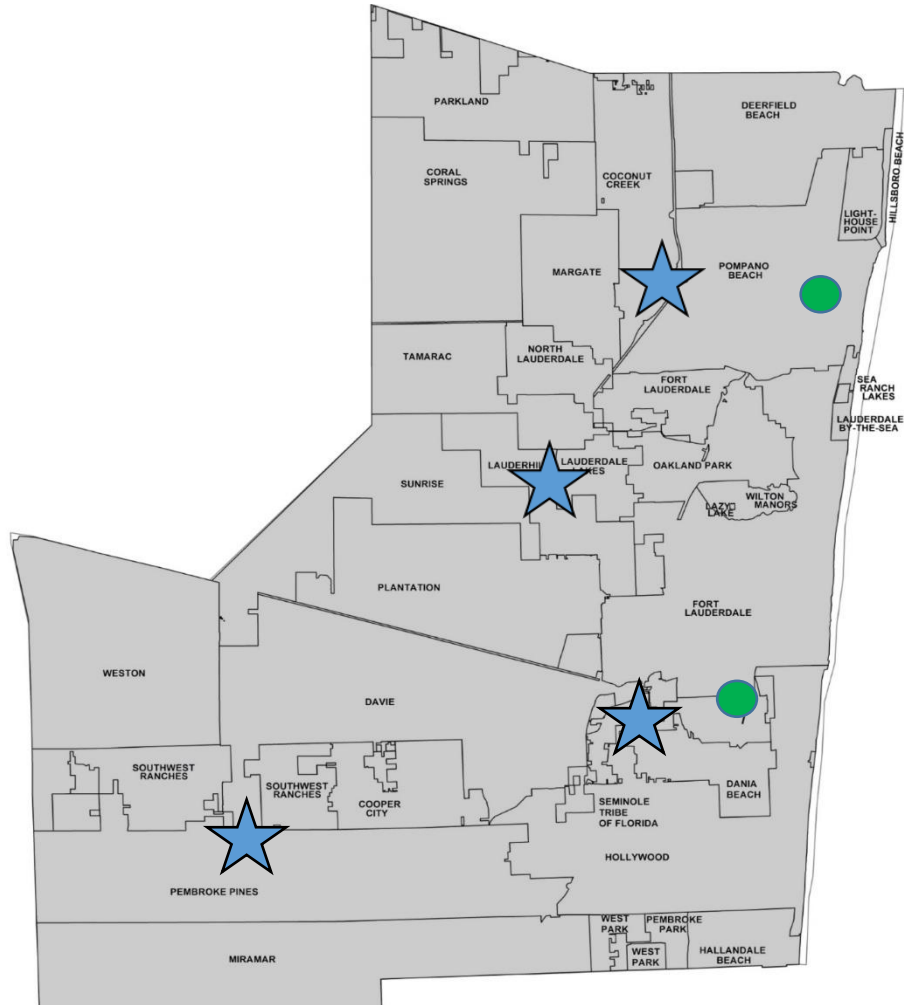 PARKLAND
DEERFIELD
BEACH
CORAL
SPRINGS
COCONUT
CREEK
HILLSBORO BEACH
LIGHT-
HOUSE
POINT
MARGATE
POMPANO
BEACH
TAMARAC
NORTH
LAUDERDALE
FORT
LAUDERDALE
SEA
RANCH
LAKES
LAUDERDALE
BY-THE-SEA
LAUDERHILL
LAUDERDALE
LAKES
OAKLAND PARK
SUNRISE
LAZY
LAKE
WILTON
MANORS
PLANTATION
FORT
LAUDERDALE
WESTON
DAVIE
SOUTHWEST
RANCHES
SOUTHWEST
RANCHES
COOPER
CITY
DANIA
BEACH
SEMINOLE
TRIBE
OF FLORIDA
HOLLYWOOD
PEMBROKE PINES
WEST
PARK
PEMBROKE
PARK
MIRAMAR
WEST
PARK
HALLANDALE
BEACH